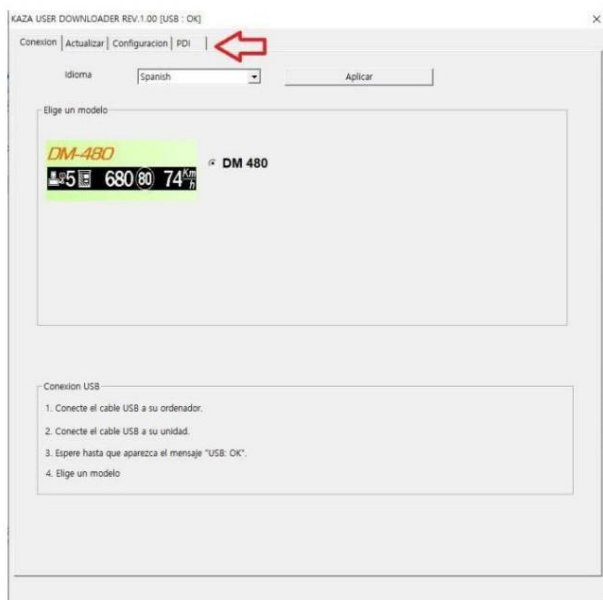 KAZA USER DOWNLOADER REV.1.00 [USB : OK]
Conexion Actualizar Configuracion PDI
Idioma Spanish Aplicar
Elige un modelo
DM-480
5 680 80 74 Km/h
DM 480
Conexion USB
1. Conecte el cable USB a su ordenador.
2. Conecte el cable USB a su unidad.
3. Espere hasta que aparezca el mensaje "USB: OK".
4. Elige un modelo